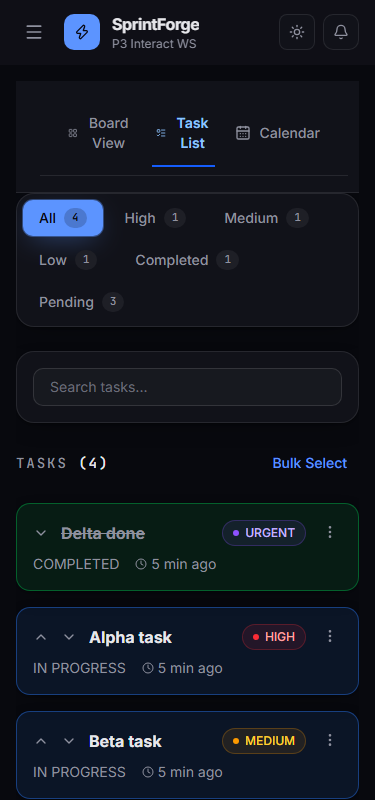 SprintForge
P3 Interact WS
Board View
Task List
Calendar
All 4
High 1
Medium 1
Low 1
Completed 1
Pending 3
Search tasks...
TASKS (4)
Bulk Select
Delta done
URGENT
COMPLETED
5 min ago
Alpha task
HIGH
IN PROGRESS
5 min ago
Beta task
MEDIUM
IN PROGRESS
5 min ago